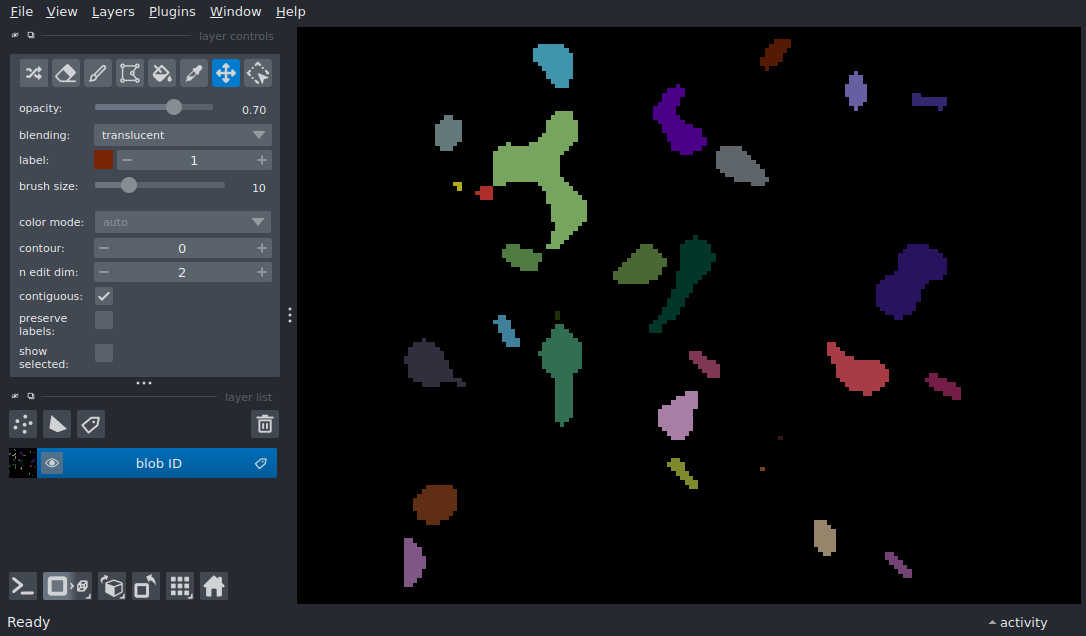 File View Layers Plugins Window Help
layer controls
opacity: 0.70
blending: translucent
label: 1
brush size: 10
color mode: auto
contour: 0
n edit dim: 2
contiguous:
preserve
labels:
show
selected:
layer list
blob ID
Ready
activity